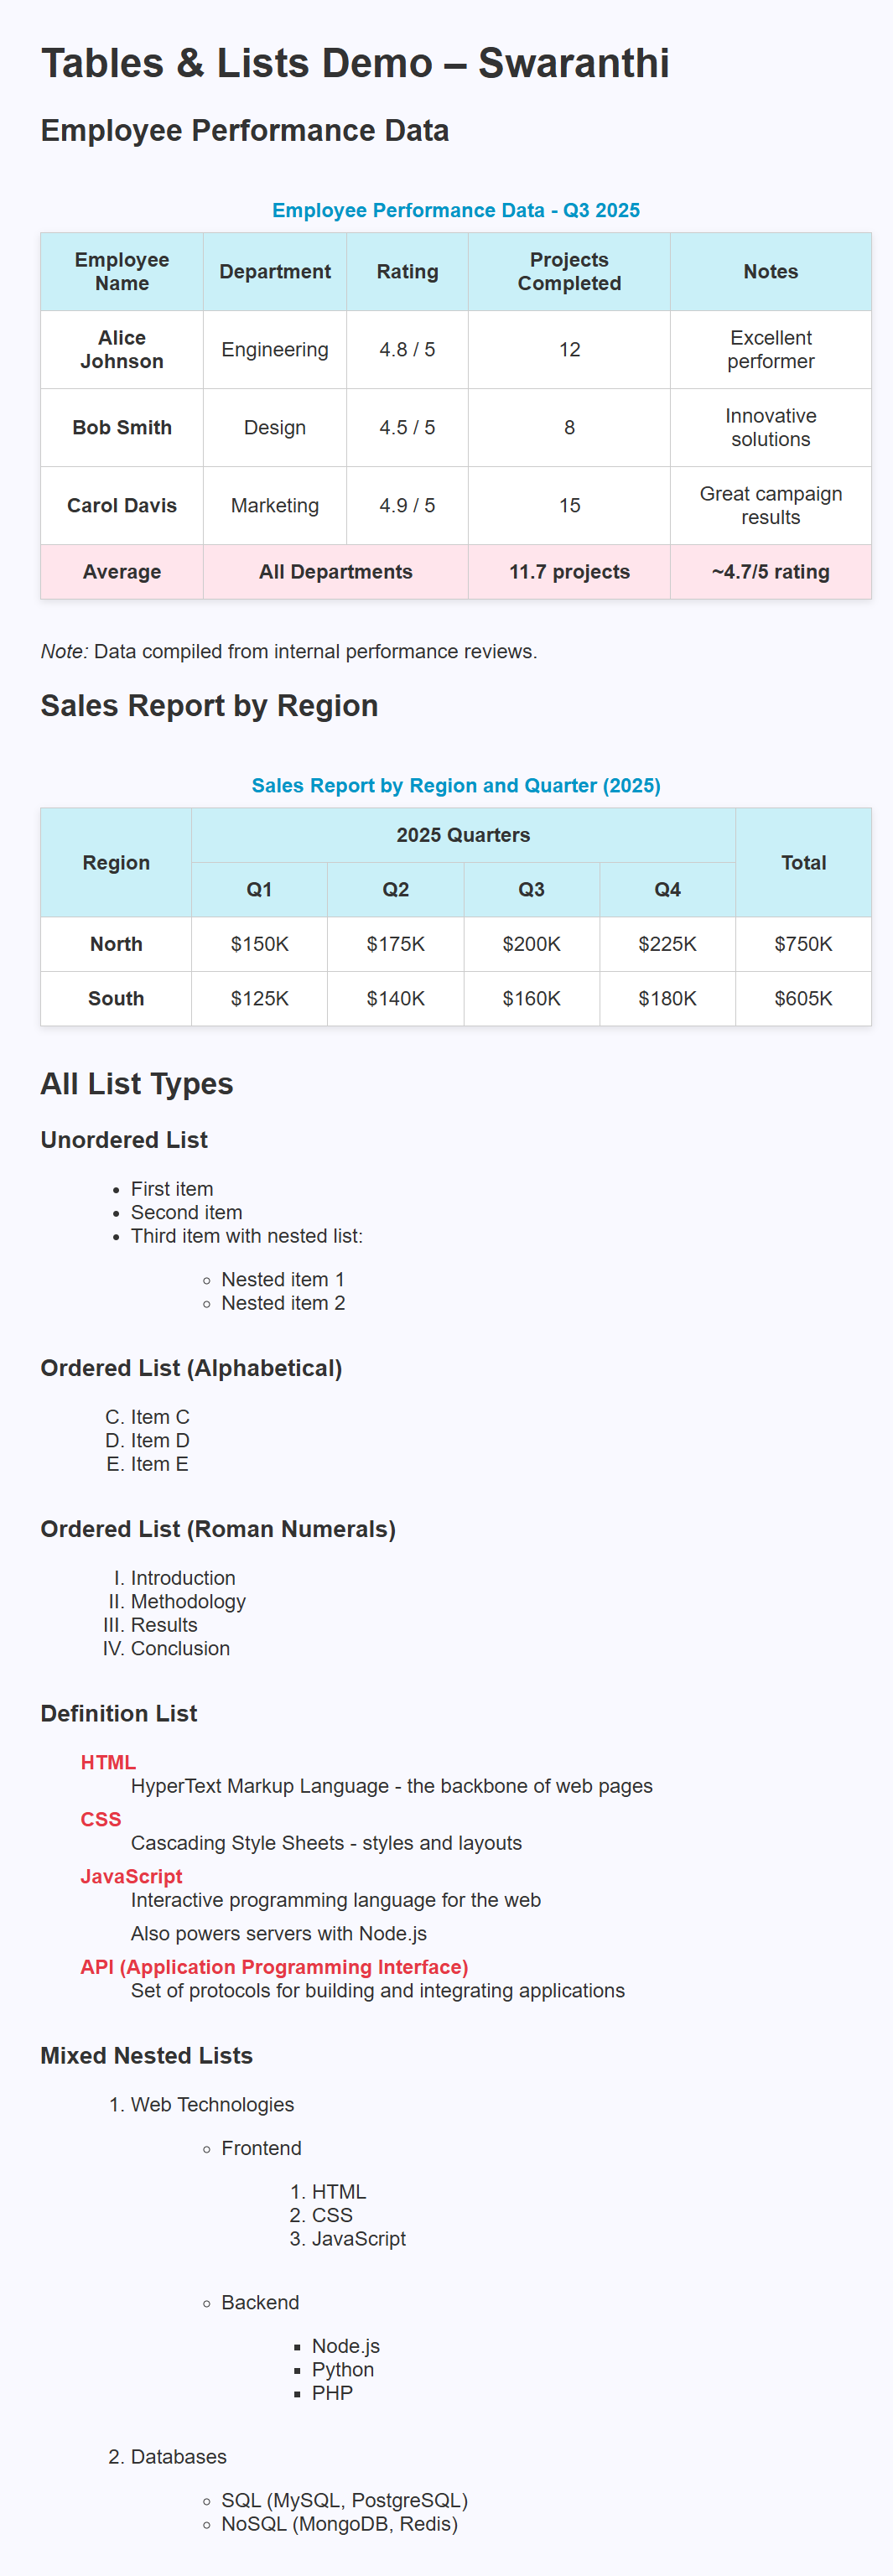 Tables & Lists Demo – Swaranthi
Employee Performance Data
Employee Performance Data - Q3 2025
Employee Name Department Rating Projects Completed Notes
Alice Johnson Engineering 4.8 / 5 12 Excellent performer
Bob Smith Design 4.5 / 5 8 Innovative solutions
Carol Davis Marketing 4.9 / 5 15 Great campaign results
Average All Departments 11.7 projects ~4.7/5 rating
Note: Data compiled from internal performance reviews.
Sales Report by Region
Sales Report by Region and Quarter (2025)
Region 2025 Quarters Total
Q1 Q2 Q3 Q4
North $150K $175K $200K $225K $750K
South $125K $140K $160K $180K $605K
All List Types
Unordered List
• First item
• Second item
• Third item with nested list:
◦ Nested item 1
◦ Nested item 2
Ordered List (Alphabetical)
C. Item C
D. Item D
E. Item E
Ordered List (Roman Numerals)
I. Introduction
II. Methodology
III. Results
IV. Conclusion
Definition List
HTML
HyperText Markup Language - the backbone of web pages
CSS
Cascading Style Sheets - styles and layouts
JavaScript
Interactive programming language for the web
Also powers servers with Node.js
API (Application Programming Interface)
Set of protocols for building and integrating applications
Mixed Nested Lists
1. Web Technologies
◦ Frontend
1. HTML
2. CSS
3. JavaScript
◦ Backend
▪ Node.js
▪ Python
▪ PHP
2. Databases
◦ SQL (MySQL, PostgreSQL)
◦ NoSQL (MongoDB, Redis)